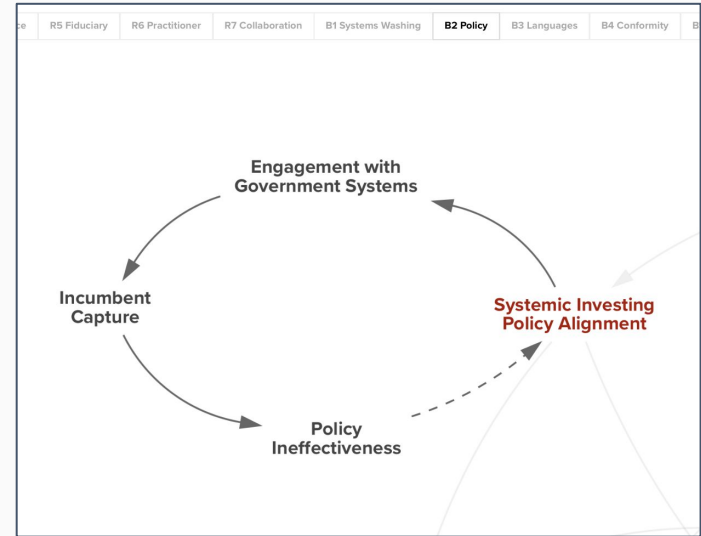 ce R5 Fiduciary R6 Practitioner R7 Collaboration B1 Systems Washing B2 Policy B3 Languages B4 Conformity B
Engagement with
Government Systems
Incumbent
Capture
Systemic Investing
Policy Alignment
Policy
Ineffectiveness